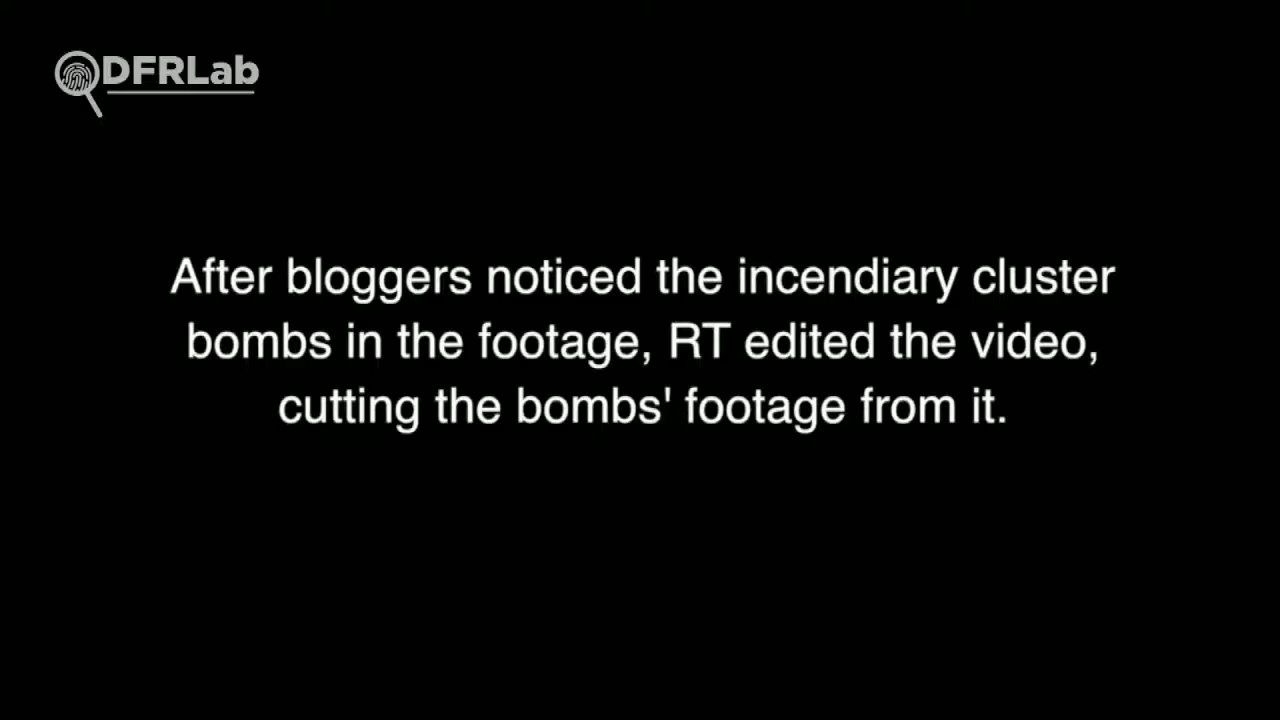 DFRLab
After bloggers noticed the incendiary cluster
bombs in the footage, RT edited the video,
cutting the bombs' footage from it.